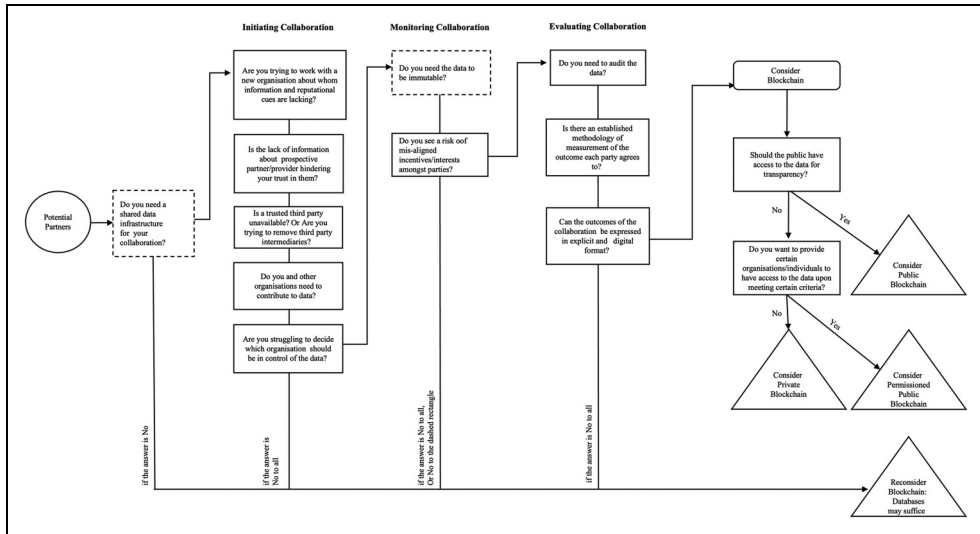 Initiating Collaboration
Monitoring Collaboration
Evaluating Collaboration
Potential
Partners
Do you need a
shared data
infrastructure
for your
collaboration?
Are you trying to work with a
new organisation about whom
information and reputational
cues are lacking?
Is the lack of information
about prospective
partner/provider hindering
your trust in them?
Is a trusted third party
unavailable? Or Are you
trying to remove third party
intermediaries?
Do you and other
organisations need to
contribute to data?
Are you struggling to decide
which organisation should
be in control of the data?
Do you need the data to
be immutable?
Do you see a risk oof
mis-aligned
incentives/interests
amongst parties?
Do you need to audit the
data?
Is there an established
methodology of
measurement of the
outcome each party agrees
to?
Can the outcomes of the
collaboration be expressed
in explicit and digital
format?
Consider
Blockchain
Should the public have
access to the data for
transparency?
No
Yes
Do you want to provide
certain
organisations/individuals to
have access to the data upon
meeting certain criteria?
Consider
Public
Blockchain
No
Yes
Consider
Private
Blockchain
Consider
Permissioned
Public
Blockchain
if the answer is No
if the answer is
No to all
if the answer is No to all,
Or No to the dashed rectangle
if the answer is No to all
Reconsider
Blockchain:
Databases
may suffice